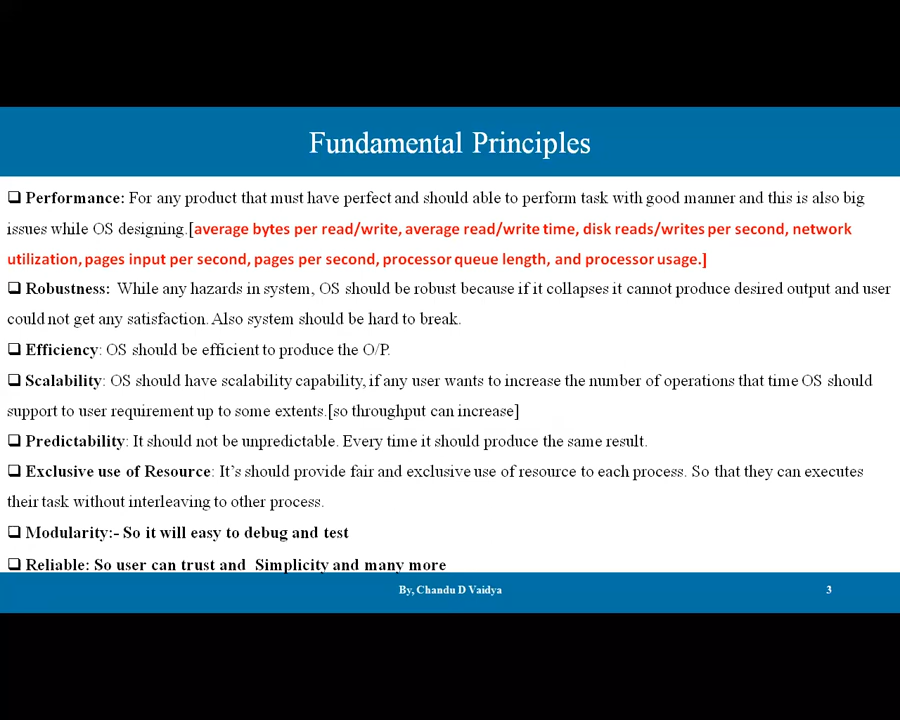 Fundamental Principles
❑ Performance: For any product that must have perfect and should able to perform task with good manner and this is also big
issues while OS designing.[average bytes per read/write, average read/write time, disk reads/writes per second, network
utilization, pages input per second, pages per second, processor queue length, and processor usage.]
❑ Robustness: While any hazards in system, OS should be robust because if it collapses it cannot produce desired output and user
could not get any satisfaction. Also system should be hard to break.
❑ Efficiency: OS should be efficient to produce the O/P.
❑ Scalability: OS should have scalability capability, if any user wants to increase the number of operations that time OS should
support to user requirement up to some extents.[so throughput can increase]
❑ Predictability: It should not be unpredictable. Every time it should produce the same result.
❑ Exclusive use of Resource: It's should provide fair and exclusive use of resource to each process. So that they can executes
their task without interleaving to other process.
❑ Modularity:- So it will easy to debug and test
❑ Reliable: So user can trust and Simplicity and many more
By, Chandu D Vaidya
3